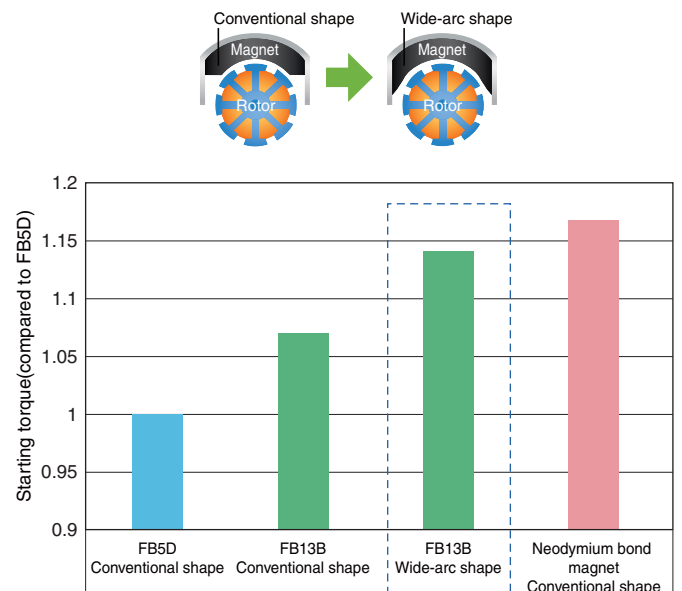 Conventional shape
Wide-arc shape
Magnet
Magnet
Rotor
Rotor
Starting torque(compared to FB5D)
1.2
1.15
1.1
1.05
1
0.95
0.9
FB5D
Conventional shape
FB13B
Conventional shape
FB13B
Wide-arc shape
Neodymium bond
magnet
Conventional shape